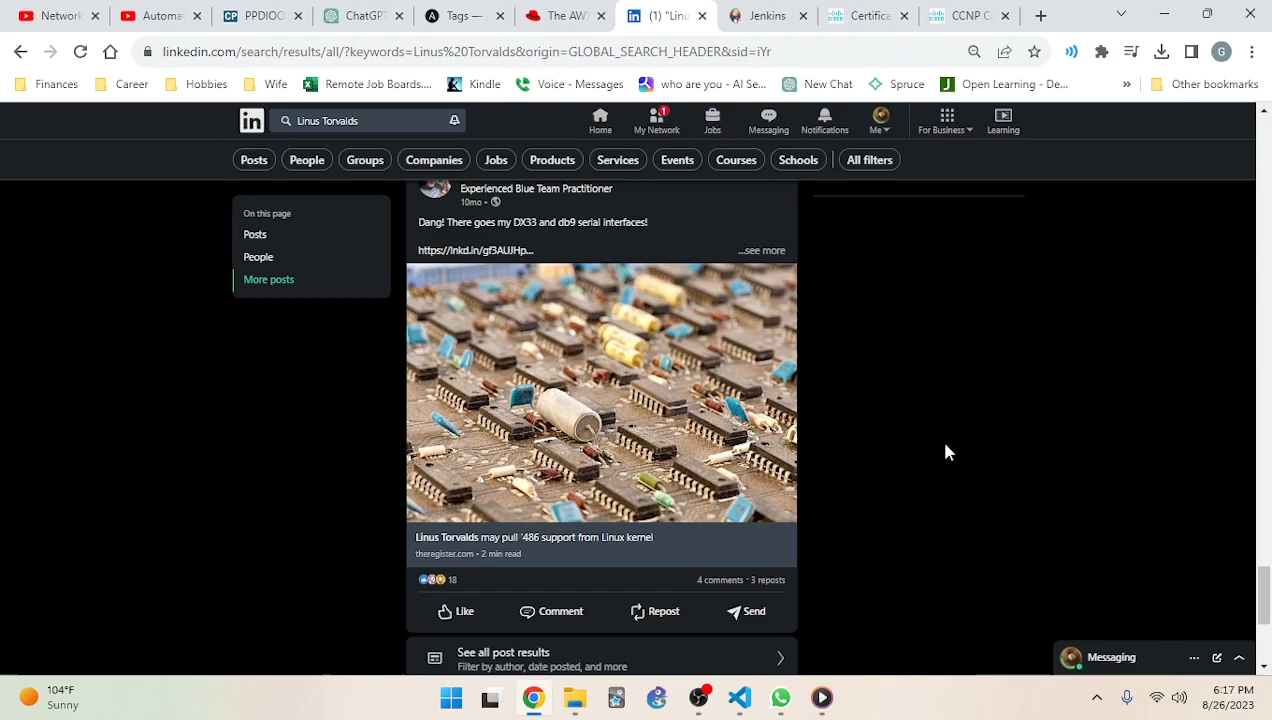 Network
Automat
PPDIOO
ChatGPT
Tags —
The AWX
(1) "Linu
Jenkins
Certifica
CCNP C
linkedin.com/search/results/all/?keywords=Linus%20Torvalds&origin=GLOBAL_SEARCH_HEADER&sid=iYr
G
Finances
Career
Hobbies
Wife
Remote Job Boards....
Kindle
Voice - Messages
who are you - AI Se...
New Chat
Spruce
Open Learning - De...
»
Other bookmarks
in
Linus Torvalds
Home
1
My Network
Jobs
Messaging
Notifications
Me
For Business
Learning
Posts
People
Groups
Companies
Jobs
Products
Services
Events
Courses
Schools
All filters
On this page
Posts
People
More posts
Experienced Blue Team Practitioner
10mo •
Dang! There goes my DX33 and db9 serial interfaces!
https://lnkd.in/gf3AUJHp...
...see more
Linus Torvalds may pull '486 support from Linux kernel
theregister.com • 2 min read
18
4 comments • 3 reposts
Like
Comment
Repost
Send
See all post results
Filter by author, date posted, and more
Messaging
104°F
Sunny
6:17 PM
8/26/2023